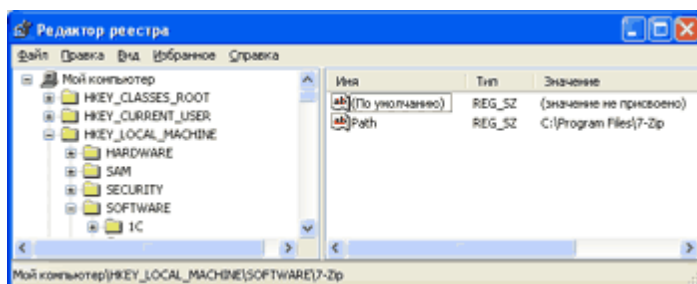 Редактор реестра
Файл Правка Вид Избранное Справка
Мой компьютер
HKEY_CLASSES_ROOT
HKEY_CURRENT_USER
HKEY_LOCAL_MACHINE
HARDWARE
SAM
SECURITY
SOFTWARE
1C
Имя Тип Значение
(По умолчанию) REG_SZ (значение не присвоено)
Path REG_SZ C:\Program Files\7-Zip
Мой компьютер\HKEY_LOCAL_MACHINE\SOFTWARE\7-Zip